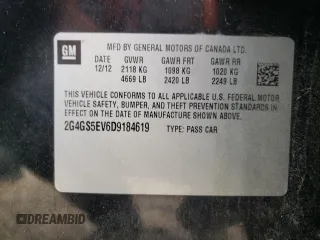 GM
MFD BY GENERAL MOTORS OF CANADA LTD.
DATE GVWR GAWR FRT GAWR RR
12/12 2118 KG 1098 KG 1020 KG
4669 LB 2420 LB 2249 LB
THIS VEHICLE CONFORMS TO ALL APPLICABLE U.S. FEDERAL MOTOR
VEHICLE SAFETY, BUMPER, AND THEFT PREVENTION STANDARDS IN
EFFECT ON THE DATE OF MANUFACTURE SHOWN ABOVE.
2G4GS5EV6D9184619 TYPE: PASS CAR
DREAMBID